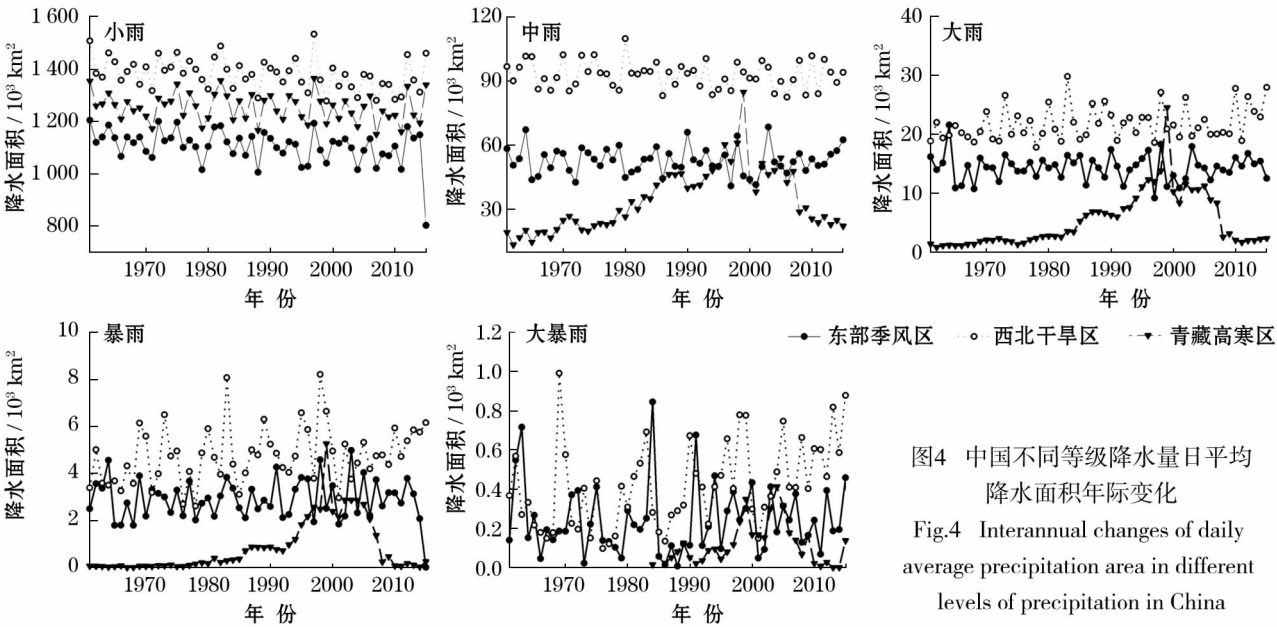 小雨
1 600
1 400
1 200
1 000
800
降水面积 / 10³ km²
1970 1980 1990 2000 2010
年 份
中雨
120
90
60
30
降水面积 / 10³ km²
1970 1980 1990 2000 2010
年 份
大雨
40
30
20
10
0
降水面积 / 10³ km²
1970 1980 1990 2000 2010
年 份
暴雨
10
8
6
4
2
0
降水面积 / 10³ km²
1970 1980 1990 2000 2010
年 份
大暴雨
1.2
1.0
0.8
0.6
0.4
0.2
0.0
降水面积 / 10³ km²
1970 1980 1990 2000 2010
年 份
东部季风区 西北干旱区 青藏高寒区
图4 中国不同等级降水量日平均
降水面积年际变化
Fig.4 Interannual changes of daily
average precipitation area in different
levels of precipitation in China